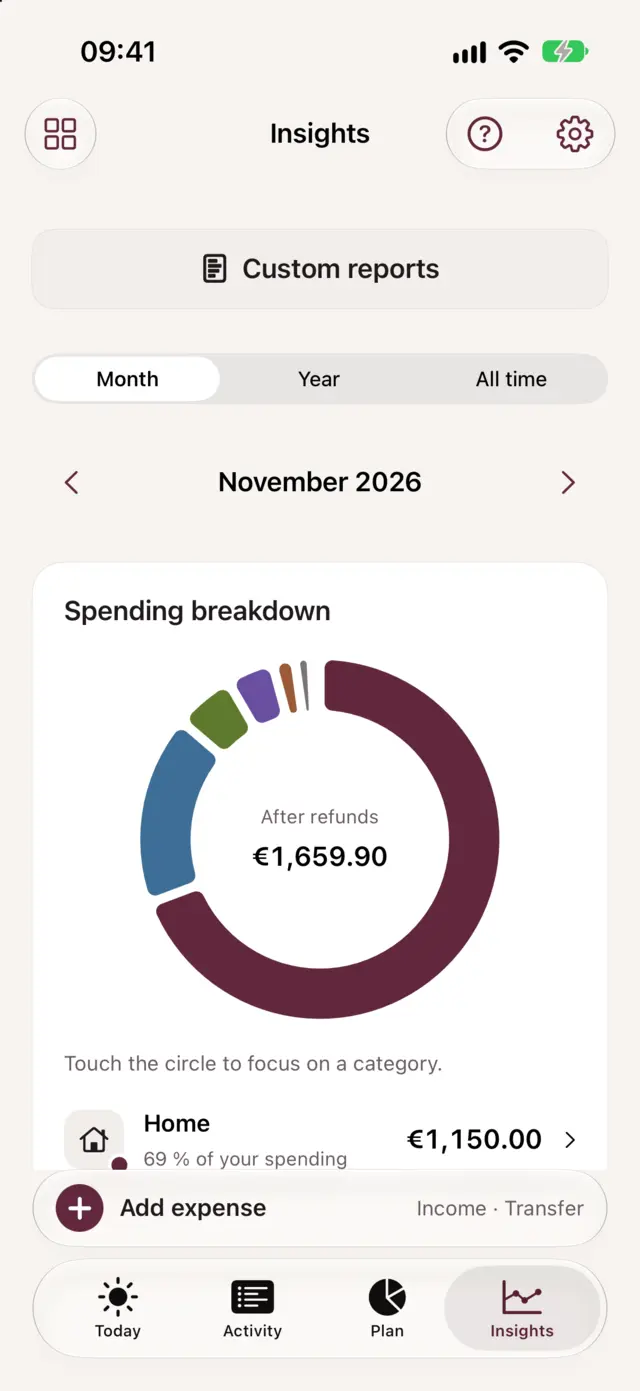 09:41
Insights
Custom reports
Month
Year
All time
November 2026
Spending breakdown
After refunds
€1,659.90
Touch the circle to focus on a category.
Home
€1,150.00
69 % of your spending
Add expense
Income · Transfer
Today
Activity
Plan
Insights